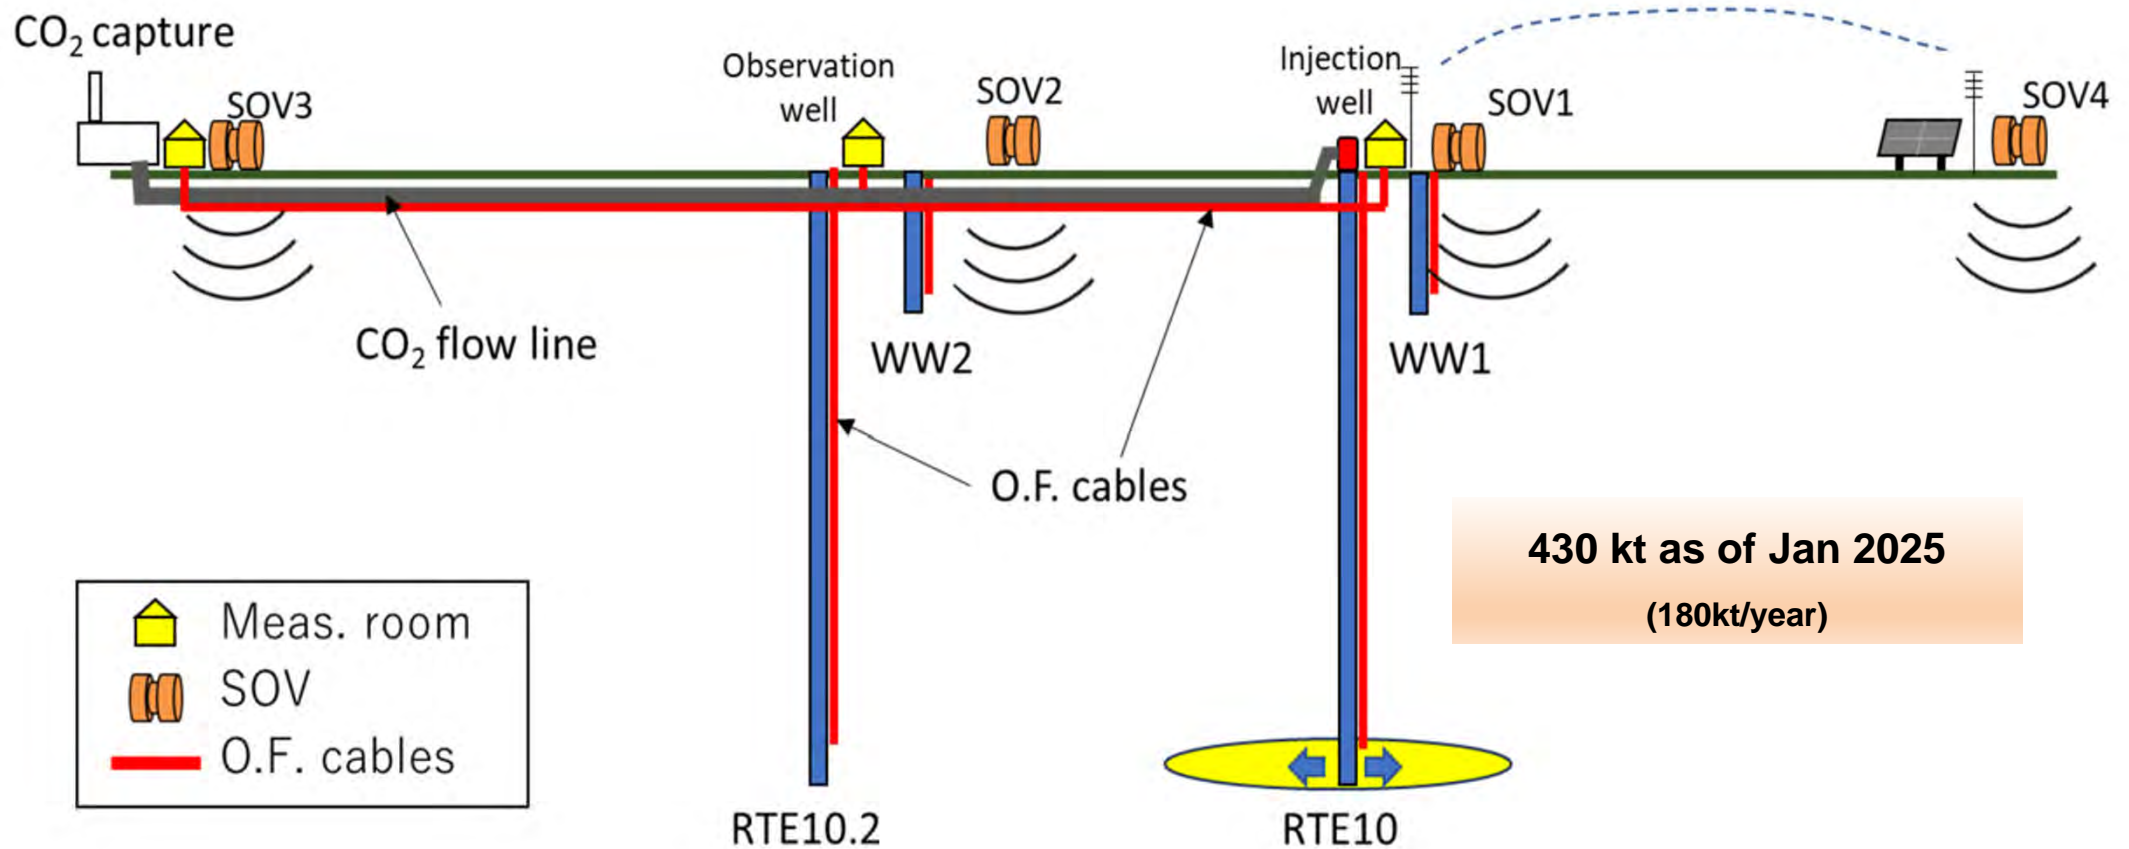 CO₂ capture
SOV3
Observation
well
SOV2
Injection
well
SOV1
SOV4
CO₂ flow line
WW2
WW1
O.F. cables
430 kt as of Jan 2025
(180kt/year)
Meas. room
SOV
O.F. cables
RTE10.2
RTE10